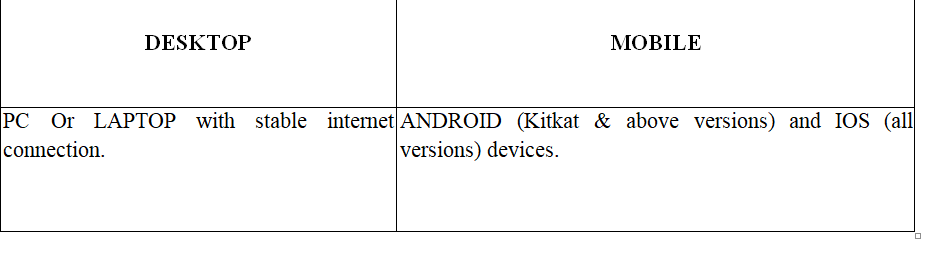 DESKTOP
MOBILE
PC Or LAPTOP with stable internet
connection.
ANDROID (Kitkat & above versions) and IOS (all
versions) devices.